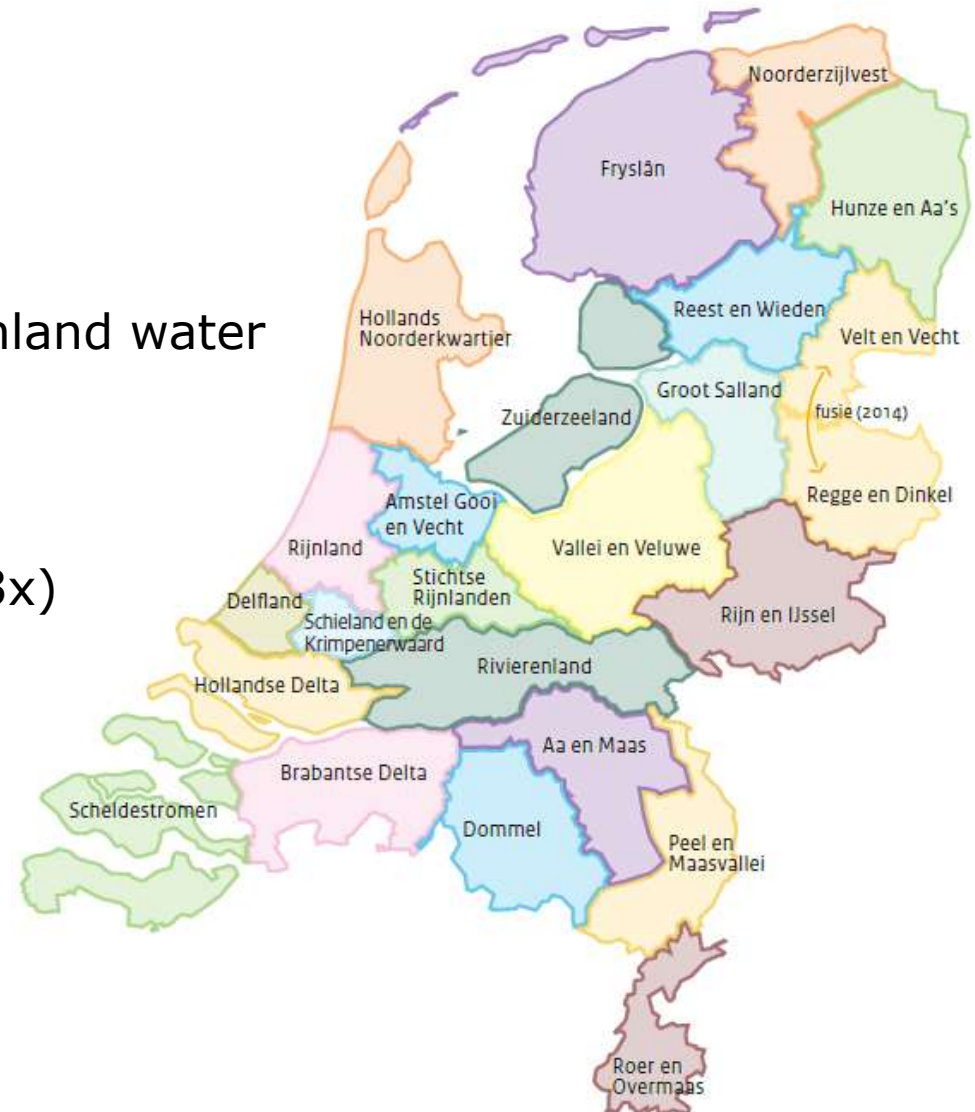 Noorderzijlvest
Fryslân
Hunze en Aa's
nland water
Hollands
Noorderkwartier
Reest en Wieden
Velt en Vecht
Groot Salland
fusie (2014)
Zuiderzeeland
Regge en Dinkel
Amstel Gooi
en Vecht
Rijnland
Vallei en Veluwe
3x)
Stichtse
Rijnlanden
Delfland
Schieland en de
Krimpenerwaard
Rijn en IJssel
Rivierenland
Hollandse Delta
Aa en Maas
Brabantse Delta
Scheldestromen
Dommel
Peel en
Maasvallei
Roer en
Overmaas